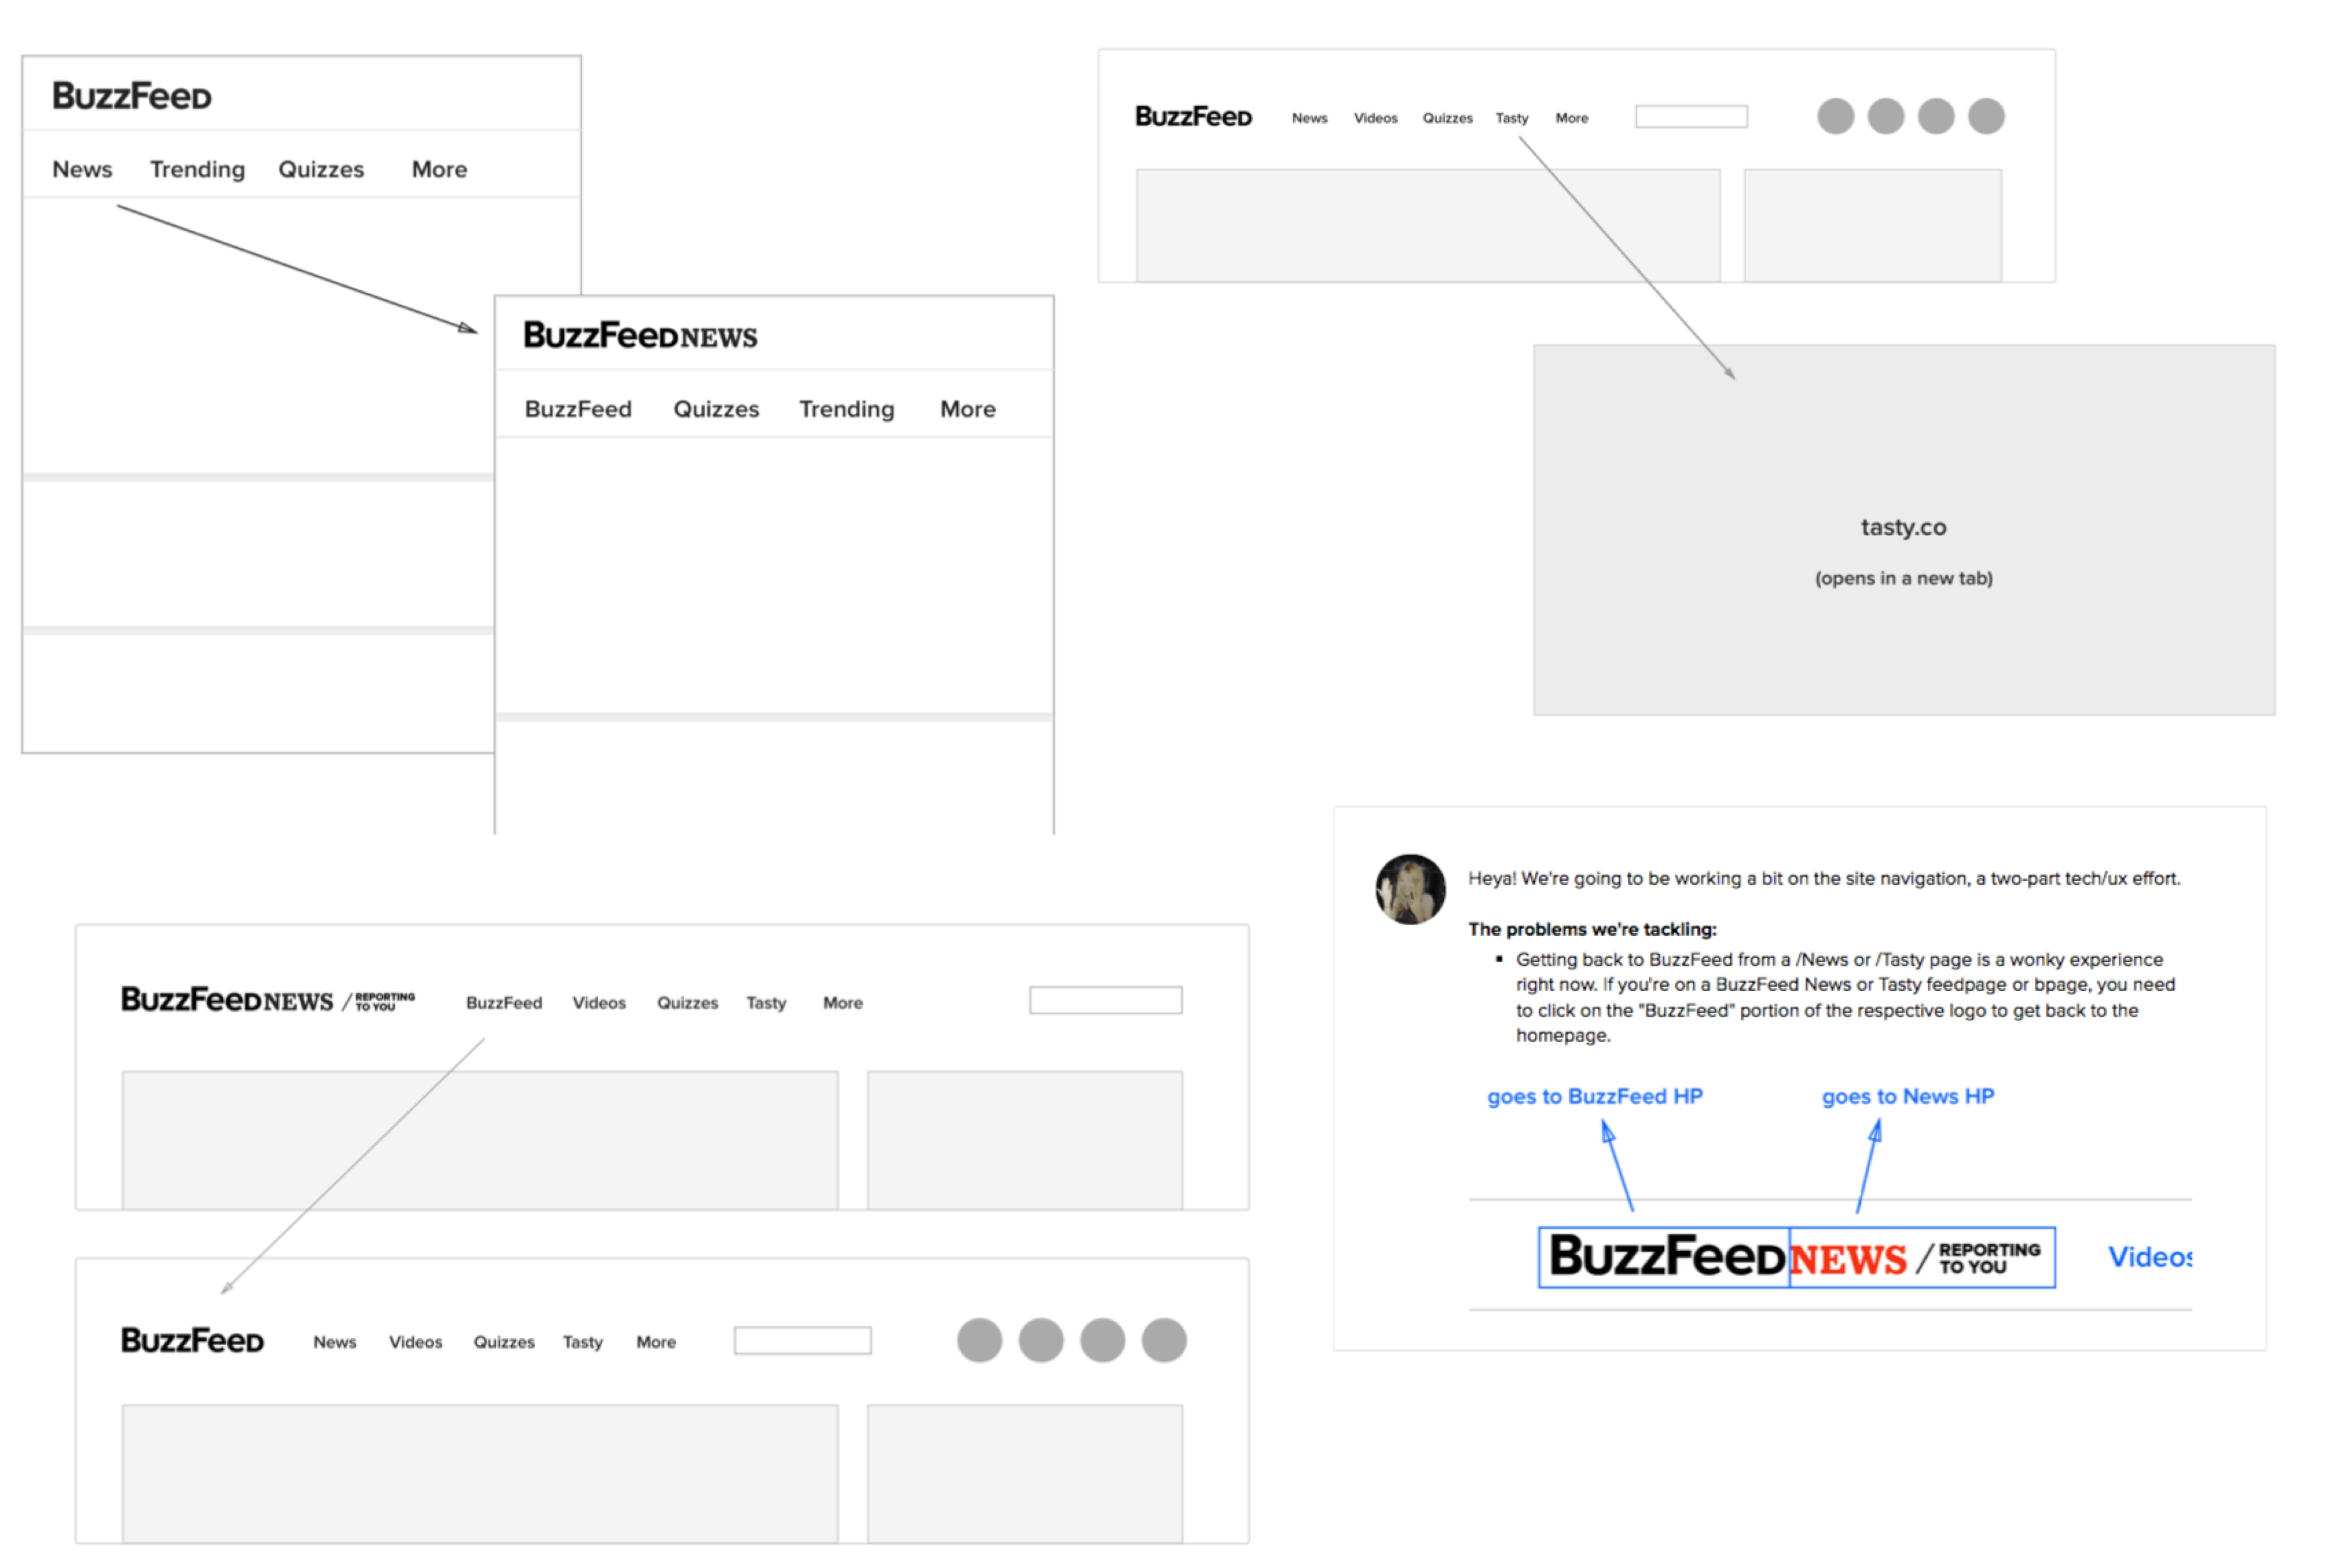 BuzzFeed
News Trending Quizzes More
BuzzFeed NEWS
BuzzFeed Quizzes Trending More
BuzzFeed News Videos Quizzes Tasty More
tasty.co
(opens in a new tab)
BuzzFeed NEWS / REPORTING TO YOU BuzzFeed Videos Quizzes Tasty More
BuzzFeed News Videos Quizzes Tasty More
Heya! We're going to be working a bit on the site navigation, a two-part tech/ux effort.
The problems we're tackling:
▪ Getting back to BuzzFeed from a /News or /Tasty page is a wonky experience
right now. If you're on a BuzzFeed News or Tasty feedpage or bpage, you need
to click on the "BuzzFeed" portion of the respective logo to get back to the
homepage.
goes to BuzzFeed HP goes to News HP
BuzzFeed NEWS / REPORTING TO YOU Videos